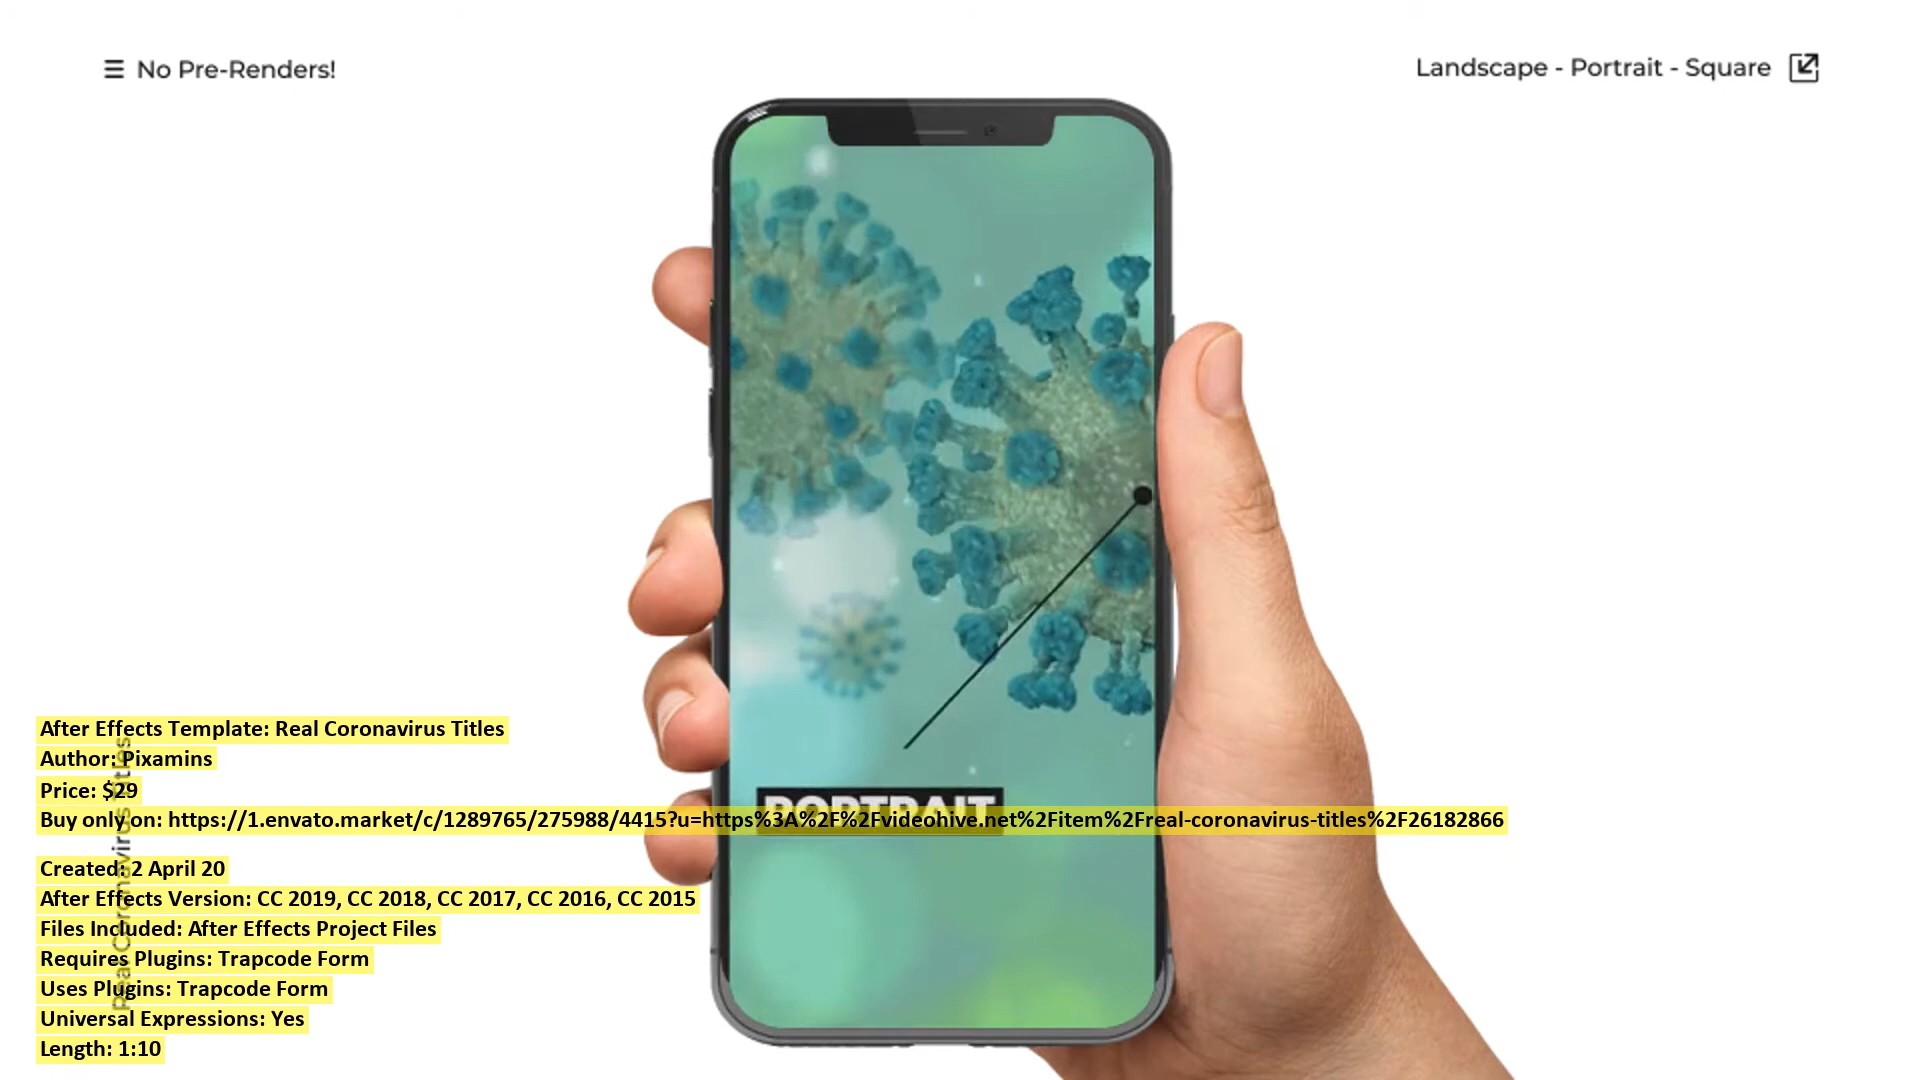 No Pre-Renders!
Landscape - Portrait - Square
PORTRAIT
Real Coronavirus Titles
After Effects Template: Real Coronavirus Titles
Author: Pixamins
Price: $29
Buy only on: https://1.envato.market/c/1289765/275988/4415?u=https%3A%2F%2Fvideohive.net%2Fitem%2Freal-coronavirus-titles%2F26182866
Created: 2 April 20
After Effects Version: CC 2019, CC 2018, CC 2017, CC 2016, CC 2015
Files Included: After Effects Project Files
Requires Plugins: Trapcode Form
Uses Plugins: Trapcode Form
Universal Expressions: Yes
Length: 1:10